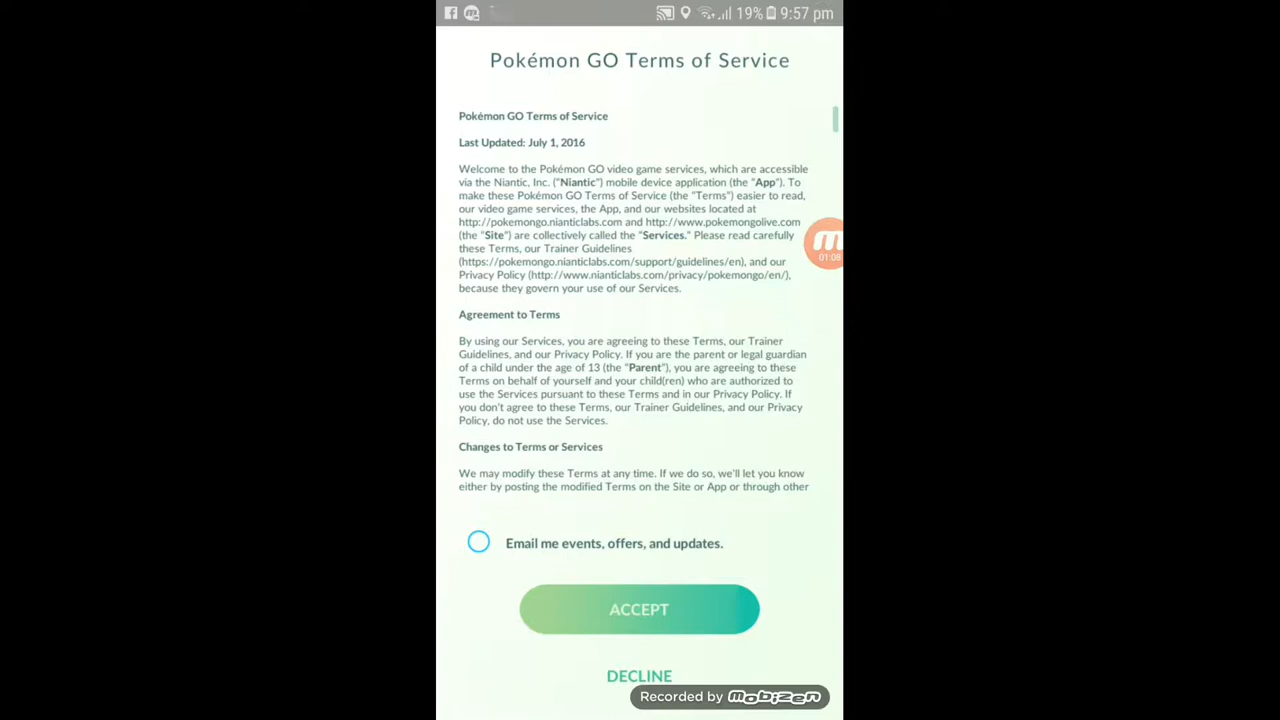 19% 9:57 pm
Pokémon GO Terms of Service
Pokémon GO Terms of Service
Last Updated: July 1, 2016
Welcome to the Pokémon GO video game services, which are accessible
via the Niantic, Inc. ("Niantic") mobile device application (the "App"). To
make these Pokémon GO Terms of Service (the "Terms") easier to read,
our video game services, the App, and our websites located at
http://pokemongo.nianticlabs.com and http://www.pokemongolive.com
(the "Site") are collectively called the "Services." Please read carefully
these Terms, our Trainer Guidelines
(https://pokemongo.nianticlabs.com/support/guidelines/en), and our
Privacy Policy (http://www.nianticlabs.com/privacy/pokemongo/en/),
because they govern your use of our Services.
Agreement to Terms
By using our Services, you are agreeing to these Terms, our Trainer
Guidelines, and our Privacy Policy. If you are the parent or legal guardian
of a child under the age of 13 (the "Parent"), you are agreeing to these
Terms on behalf of yourself and your child(ren) who are authorized to
use the Services pursuant to these Terms and in our Privacy Policy. If
you don't agree to these Terms, our Trainer Guidelines, and our Privacy
Policy, do not use the Services.
Changes to Terms or Services
We may modify these Terms at any time. If we do so, we'll let you know
either by posting the modified Terms on the Site or App or through other
01:08
Email me events, offers, and updates.
ACCEPT
DECLINE
Recorded by mobizen